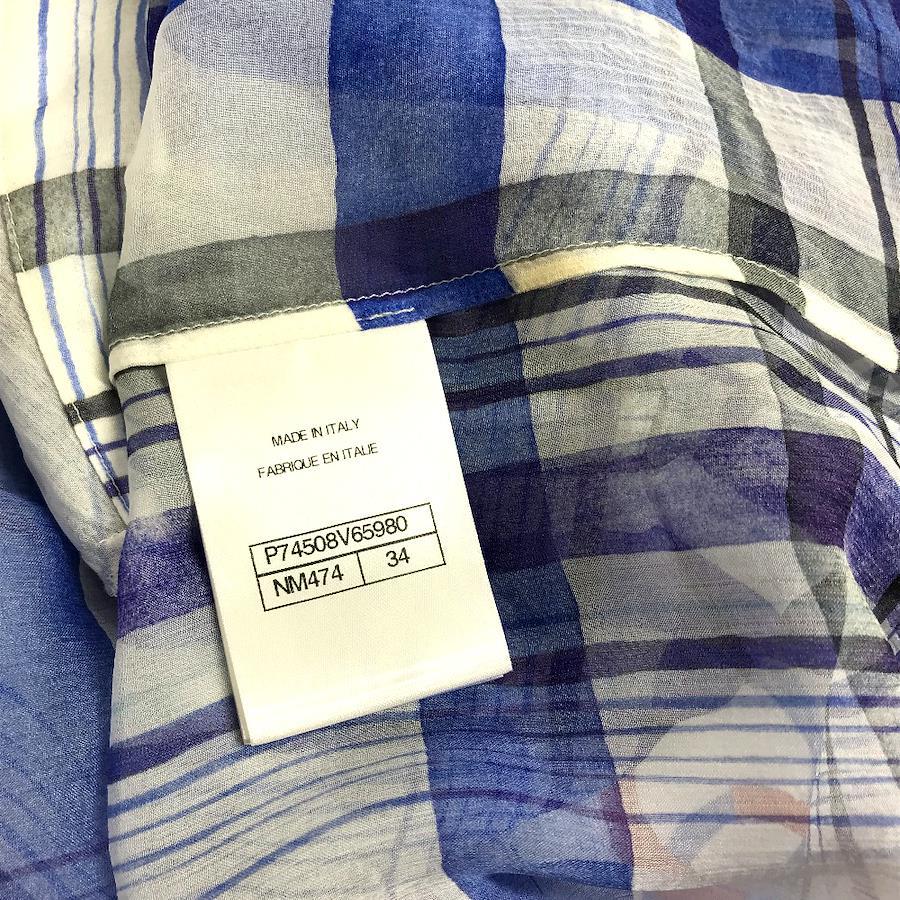 MADE IN ITALY
FABRIQUE EN ITALIE
P74508V65980
NM474 34